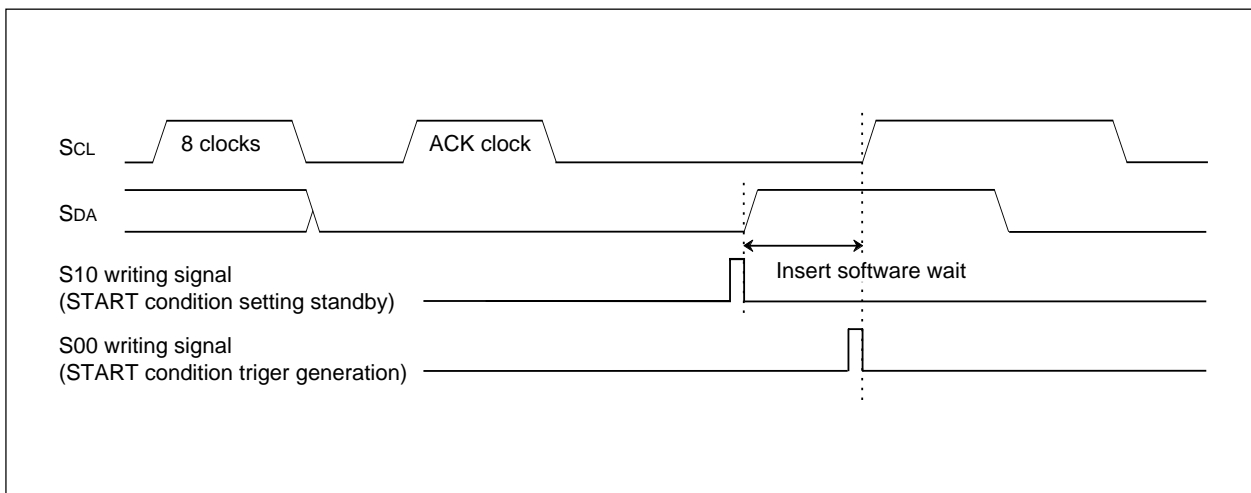 SCL
8 clocks
ACK clock
SDA
Insert software wait
S10 writing signal
(START condition setting standby)
S00 writing signal
(START condition triger generation)